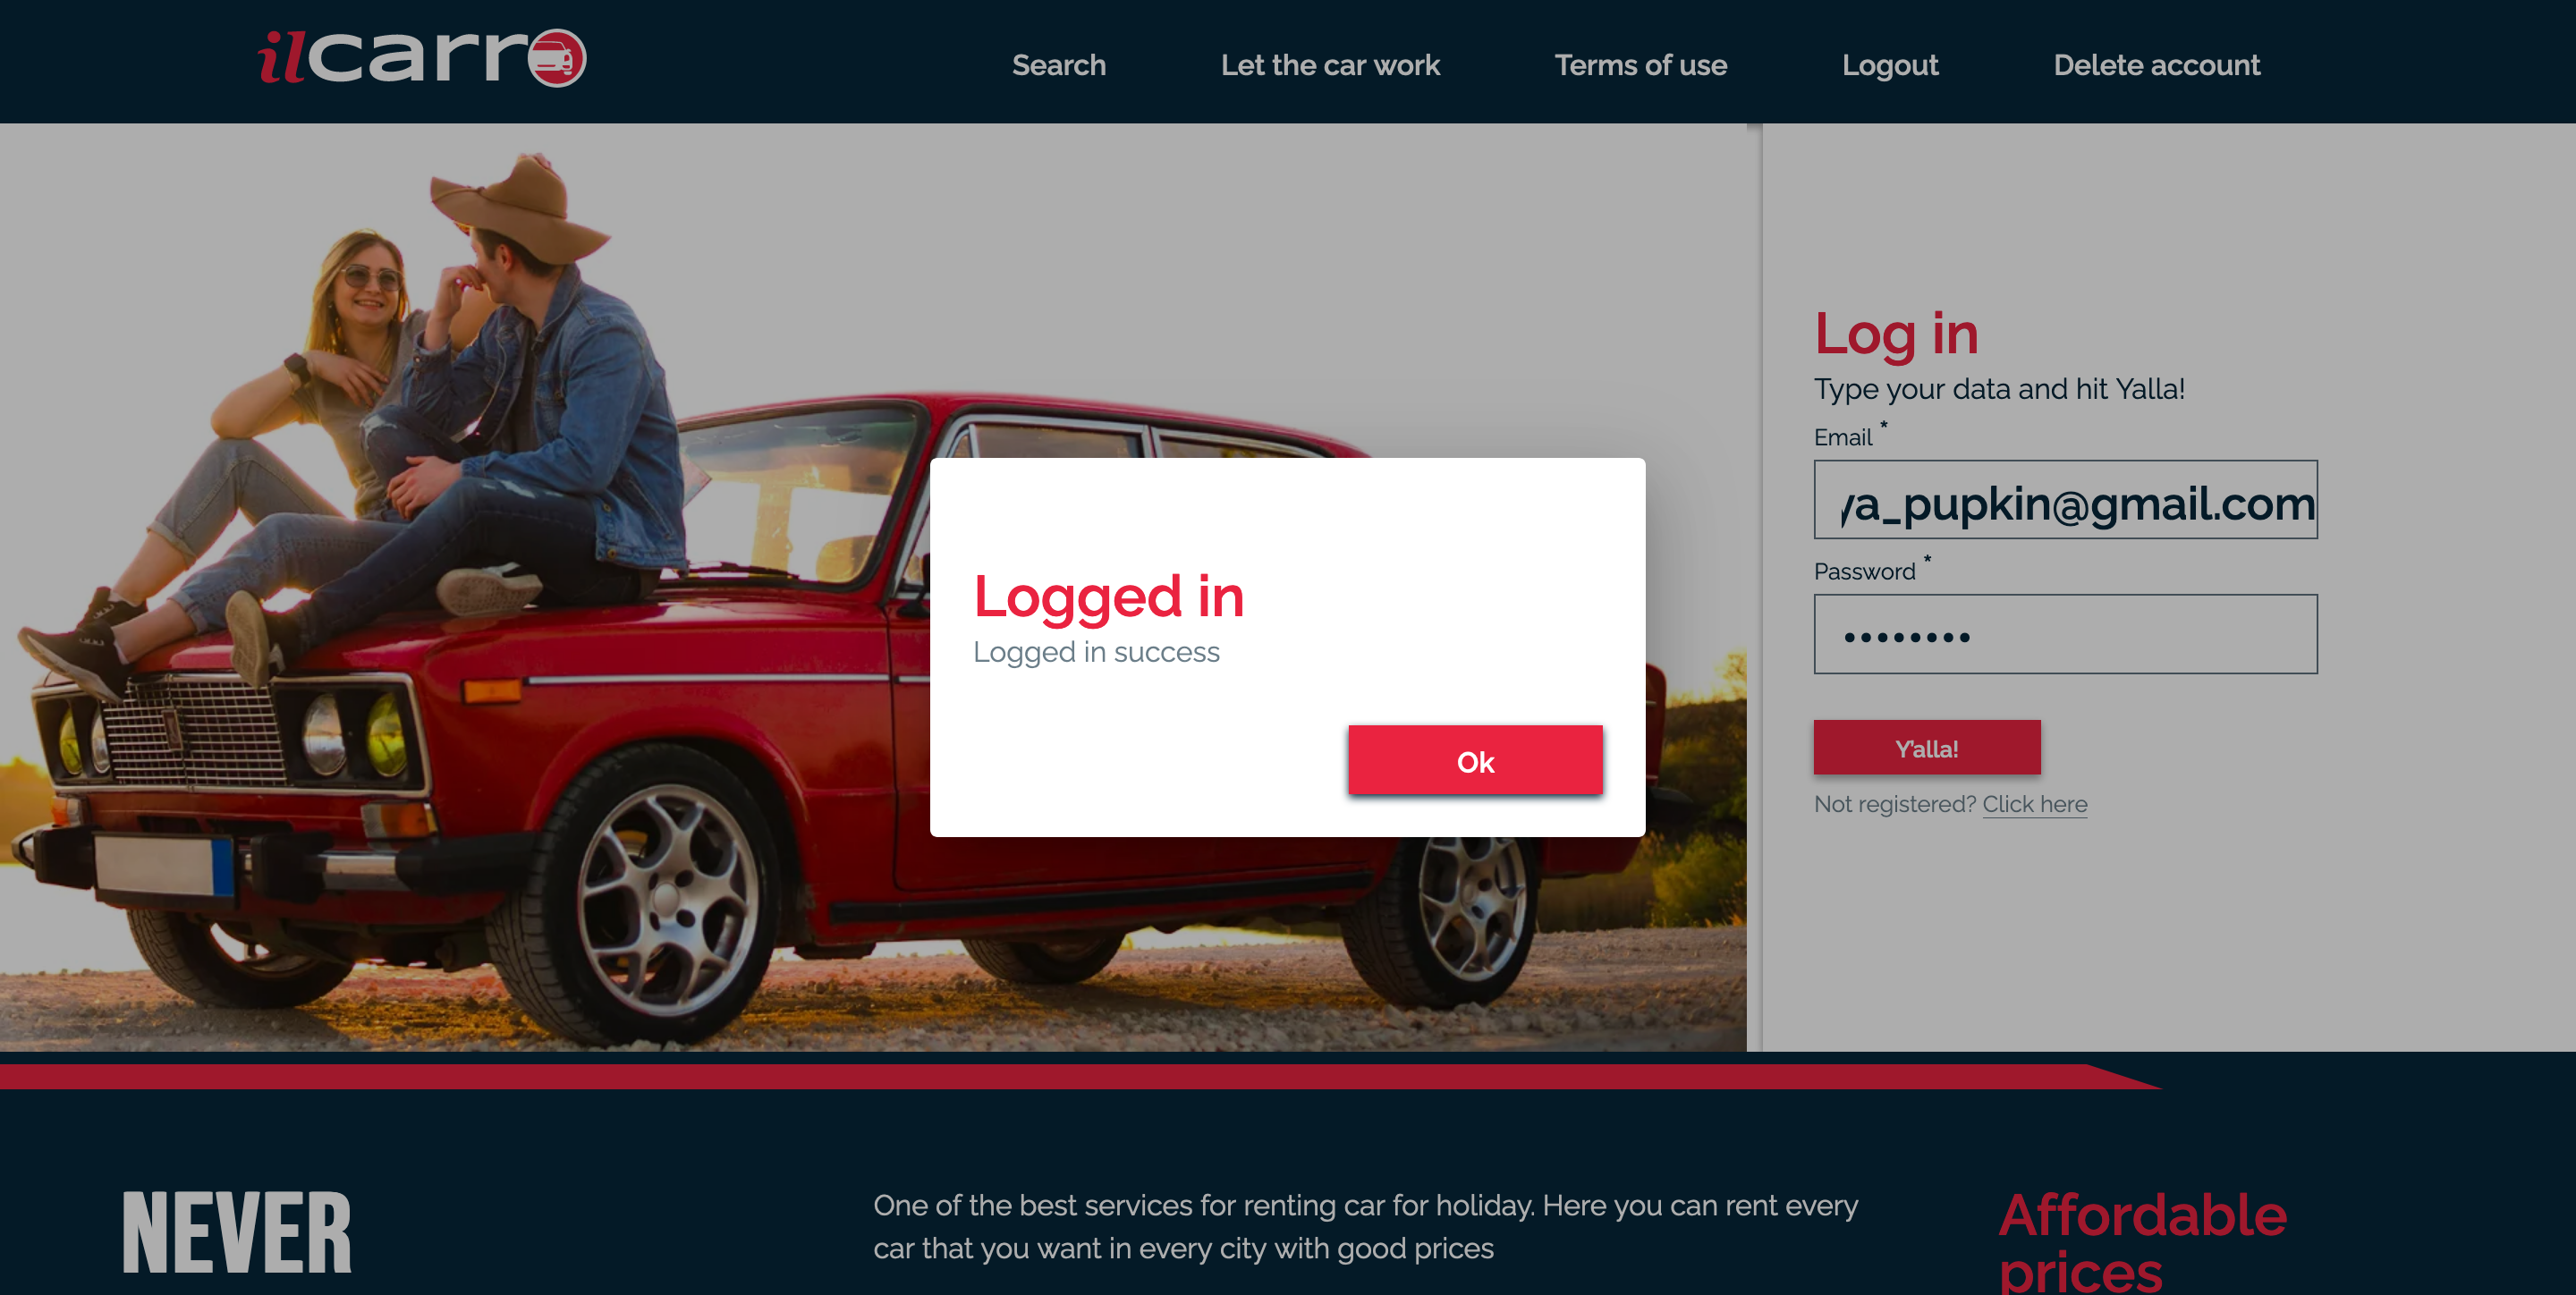 ilcarro
Search Let the car work Terms of use Logout Delete account
Log in
Type your data and hit Yalla!
Email *
ya_pupkin@gmail.com
Password *
••••••••
Y'alla!
Not registered? Click here
Logged in
Logged in success
Ok
NEVER
One of the best services for renting car for holiday. Here you can rent every
car that you want in every city with good prices
Affordable
prices